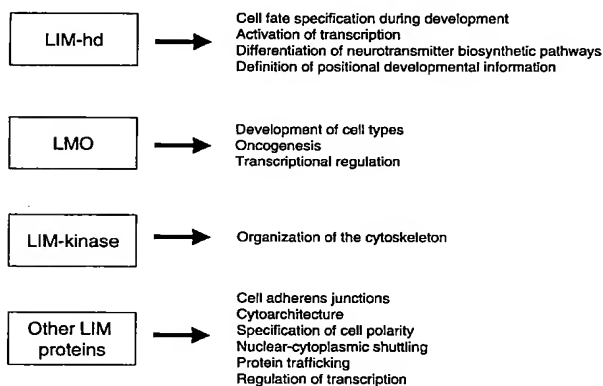 LIM-hd
Cell fate specification during development
Activation of transcription
Differentiation of neurotransmitter biosynthetic pathways
Definition of positional developmental information
LMO
Development of cell types
Oncogenesis
Transcriptional regulation
LIM-kinase
Organization of the cytoskeleton
Other LIM
proteins
Cell adherens junctions
Cytoarchitecture
Specification of cell polarity
Nuclear-cytoplasmic shuttling
Protein trafficking
Regulation of transcription